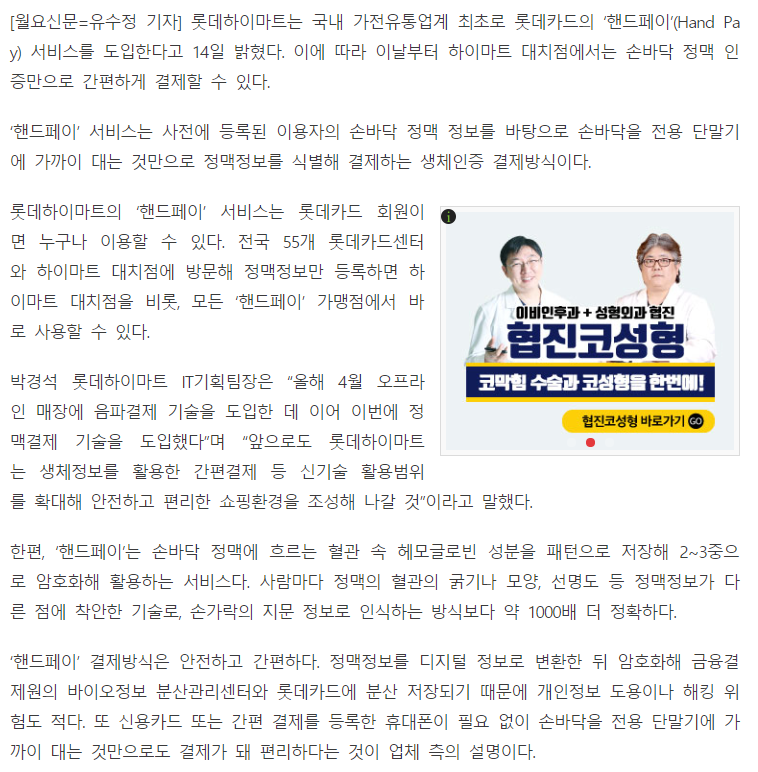 [월요신문=유수정 기자] 롯데하이마트는 국내 가전유통업계 최초로 롯데카드의 ‘핸드페이’(Hand Pa
y) 서비스를 도입한다고 14일 밝혔다. 이에 따라 이날부터 하이마트 대치점에서는 손바닥 정맥 인
증만으로 간편하게 결제할 수 있다.
‘핸드페이’ 서비스는 사전에 등록된 이용자의 손바닥 정맥 정보를 바탕으로 손바닥을 전용 단말기
에 가까이 대는 것만으로 정맥정보를 식별해 결제하는 생체인증 결제방식이다.
롯데하이마트의 ‘핸드페이’ 서비스는 롯데카드 회원이
면 누구나 이용할 수 있다. 전국 55개 롯데카드센터
와 하이마트 대치점에 방문해 정맥정보만 등록하면 하
이마트 대치점을 비롯, 모든 ‘핸드페이’ 가맹점에서 바
로 사용할 수 있다.
박경석 롯데하이마트 IT기획팀장은 “올해 4월 오프라
인 매장에 음파결제 기술을 도입한 데 이어 이번에 정
맥결제 기술을 도입했다”며 “앞으로도 롯데하이마트
는 생체정보를 활용한 간편결제 등 신기술 활용범위
를 확대해 안전하고 편리한 쇼핑환경을 조성해 나갈 것”이라고 말했다.
이비인후과 + 성형외과 협진
협진코성형
코막힘 수술과 코성형을 한번에!
협진코성형 바로가기 GO
한편, ‘핸드페이’는 손바닥 정맥에 흐르는 혈관 속 헤모글로빈 성분을 패턴으로 저장해 2~3중으
로 암호화해 활용하는 서비스다. 사람마다 정맥의 혈관의 굵기나 모양, 선명도 등 정맥정보가 다
른 점에 착안한 기술로, 손가락의 지문 정보로 인식하는 방식보다 약 1000배 더 정확하다.
‘핸드페이’ 결제방식은 안전하고 간편하다. 정맥정보를 디지털 정보로 변환한 뒤 암호화해 금융결
제원의 바이오정보 분산관리센터와 롯데카드에 분산 저장되기 때문에 개인정보 도용이나 해킹 위
험도 적다. 또 신용카드 또는 간편 결제를 등록한 휴대폰이 필요 없이 손바닥을 전용 단말기에 가
까이 대는 것만으로도 결제가 돼 편리하다는 것이 업체 측의 설명이다.